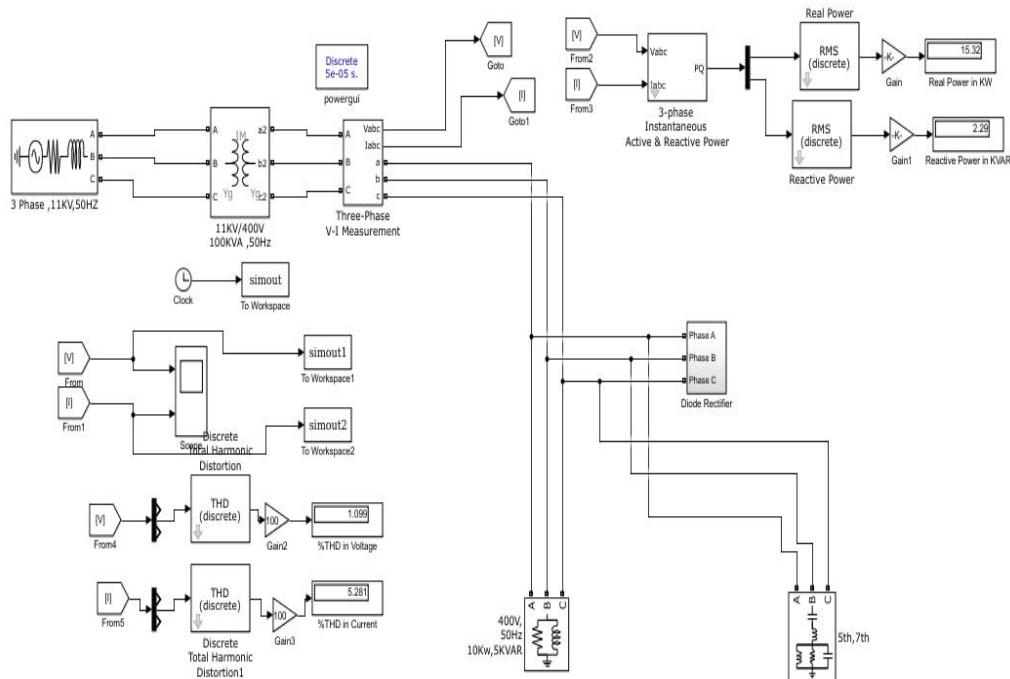 Discrete
5e-05 s.
powergui
[V]
Goto
[I]
Goto1
[V]
From2
[I]
From3
Vabc
Iabc
PQ
3-phase
Instantaneous
Active & Reactive Power
Real Power
RMS
(discrete)
-K-
Gain
15.32
Real Power in KW
RMS
(discrete)
Reactive Power
-K-
Gain1
2.29
Reactive Power in KVAR
A
B
C
3 Phase ,11KV,50HZ
A
B
C
1M
Yg
Yg
a2
b2
c2
11KV/400V
100KVA ,50Hz
A
B
C
Vabc
Iabc
a
b
c
Three-Phase
V-I Measurement
Clock
simout
To Workspace
[V]
From
[I]
From1
Scope
simout1
To Workspace1
simout2
To Workspace2
Discrete
Total Harmonic
Distortion
[V]
From4
THD
(discrete)
100
Gain2
1.099
%THD in Voltage
[I]
From5
THD
(discrete)
100
Gain3
5.281
%THD in Current
Discrete
Total Harmonic
Distortion1
Phase A
Phase B
Phase C
Diode Rectifier
A
B
C
400V,
50Hz
10Kw,5KVAR
A
B
C
5th,7th